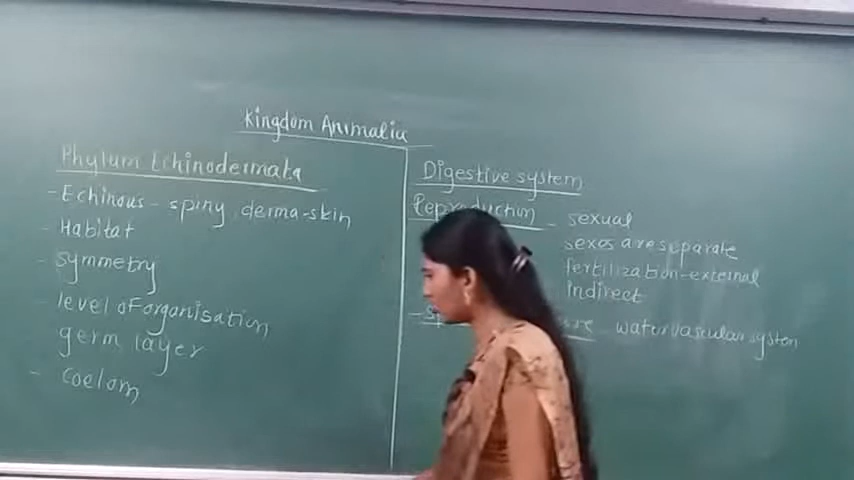 Kingdom Animalia
Phylum Echinodermata
- Echinous - spiny, derma-skin
- Habitat
- symmetry
- level of organisation
germ layer
- coelom
Digestive system
Reproduction - sexual
sexes are separate
fertilization-external
indirect
water vascular system